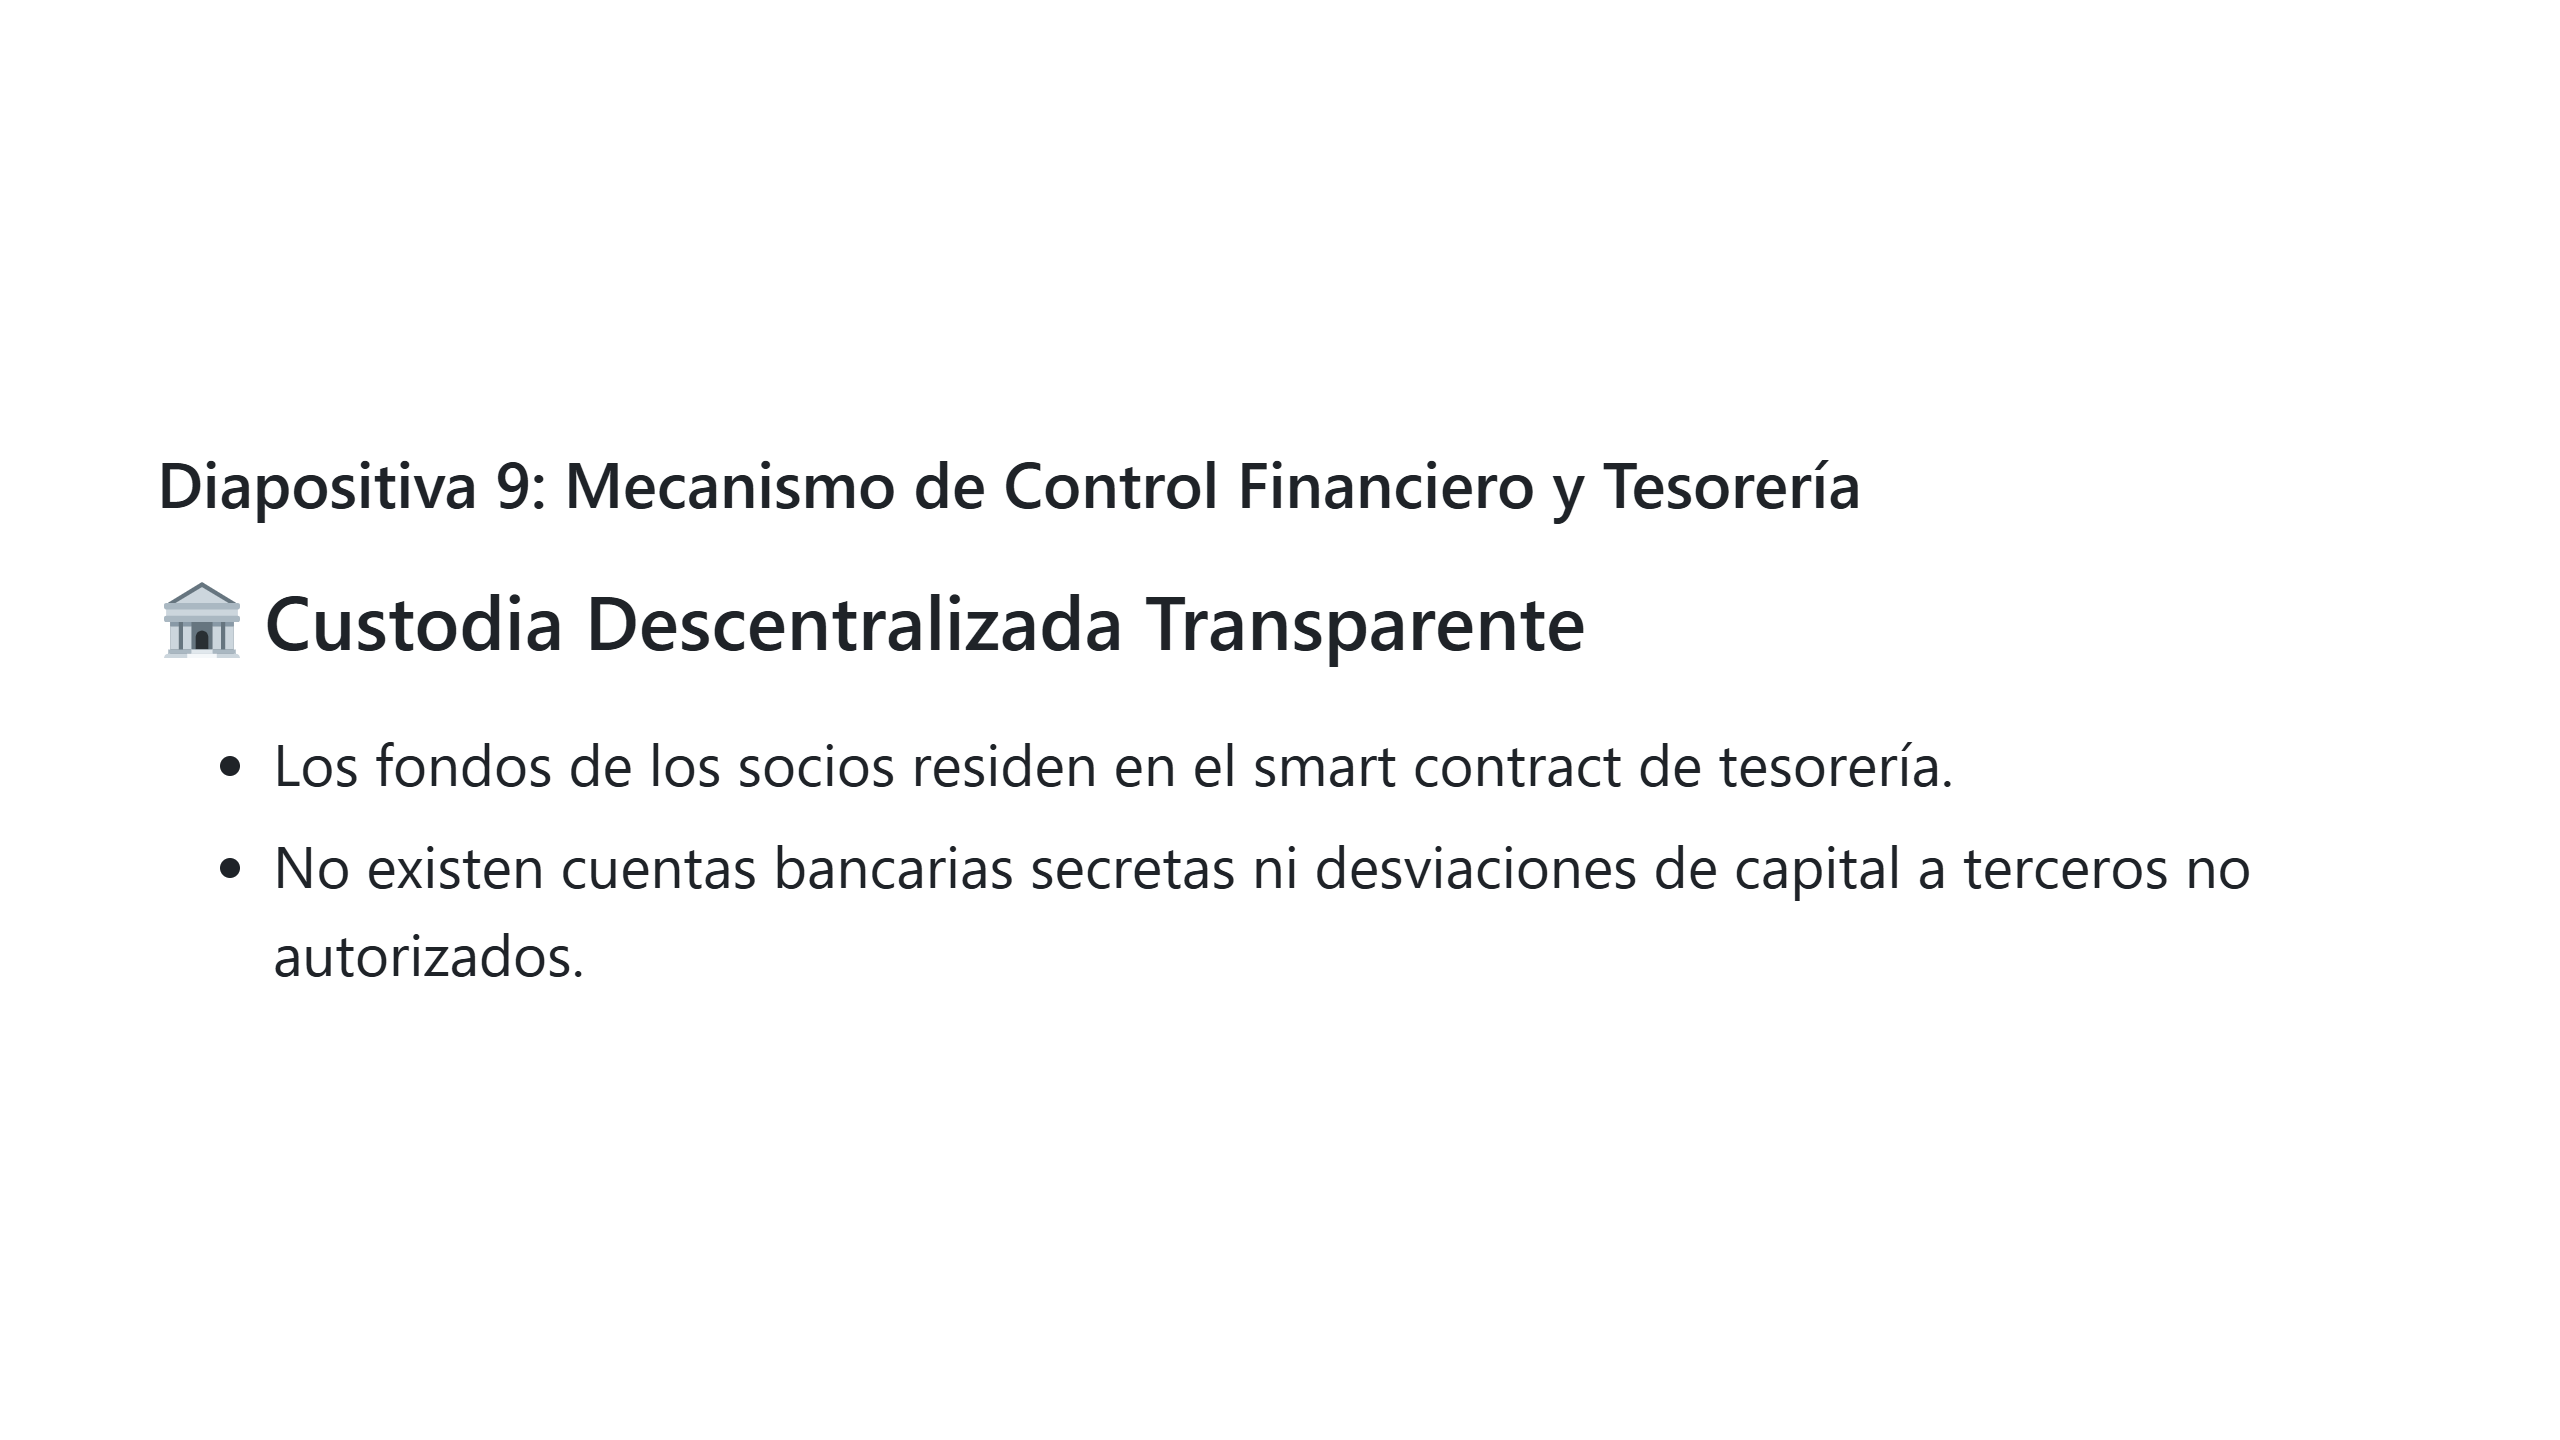 Diapositiva 9: Mecanismo de Control Financiero y Tesorería
🏛️ Custodia Descentralizada Transparente
• Los fondos de los socios residen en el smart contract de tesorería.
• No existen cuentas bancarias secretas ni desviaciones de capital a terceros no
autorizados.